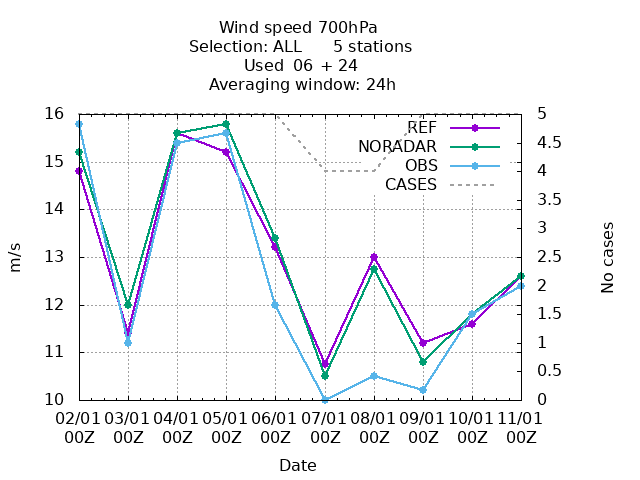 Wind speed 700hPa
Selection: ALL 5 stations
Used 06 + 24
Averaging window: 24h
16 5
REF
NORADAR
OBS
CASES
15 4.5
14 4
13 3.5
12 3
11 2.5
10 2
1.5
1
0.5
0
m/s
No cases
02/01 03/01 04/01 05/01 06/01 07/01 08/01 09/01 10/01 11/01
00Z 00Z 00Z 00Z 00Z 00Z 00Z 00Z 00Z 00Z
Date